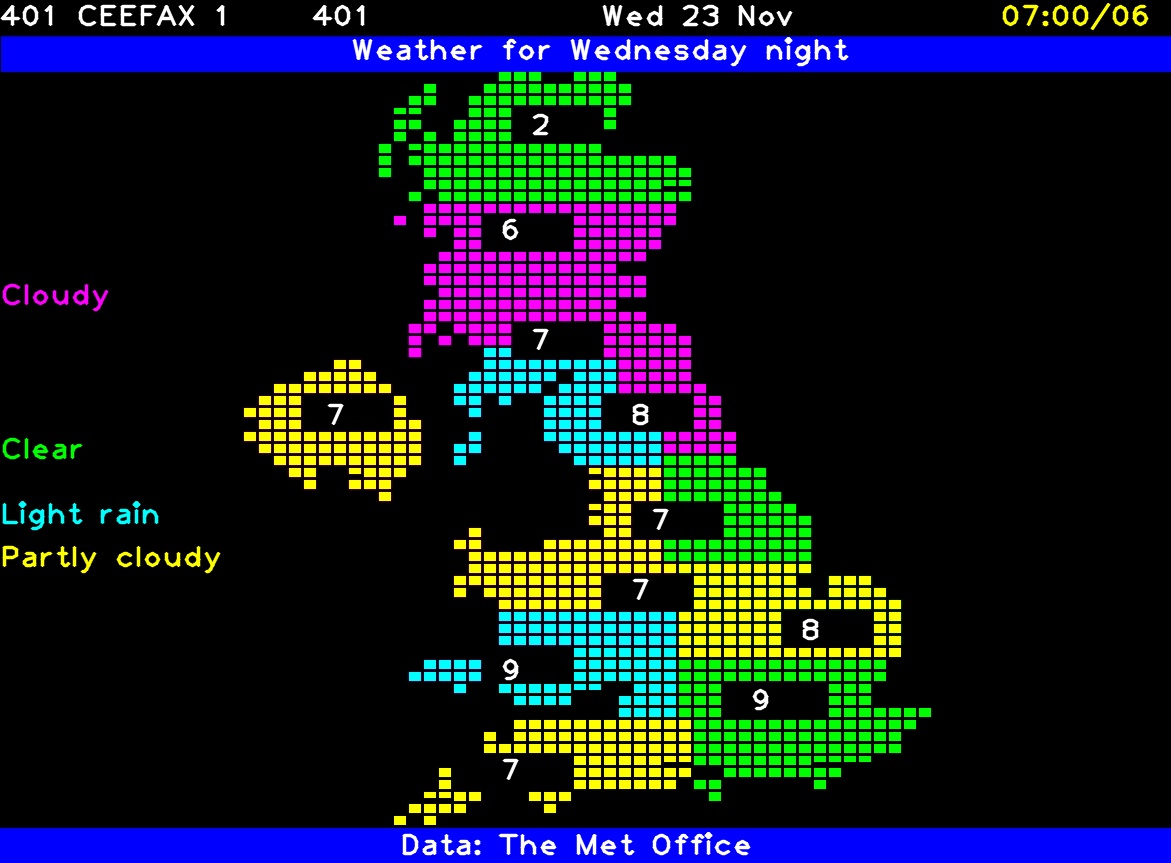 401 CEEFAX 1 401 Wed 23 Nov 07:00/06
Weather for Wednesday night
2
6
Cloudy
7
7
8
Clear
Light rain
7
Partly cloudy
7
8
9
9
7
Data: The Met Office